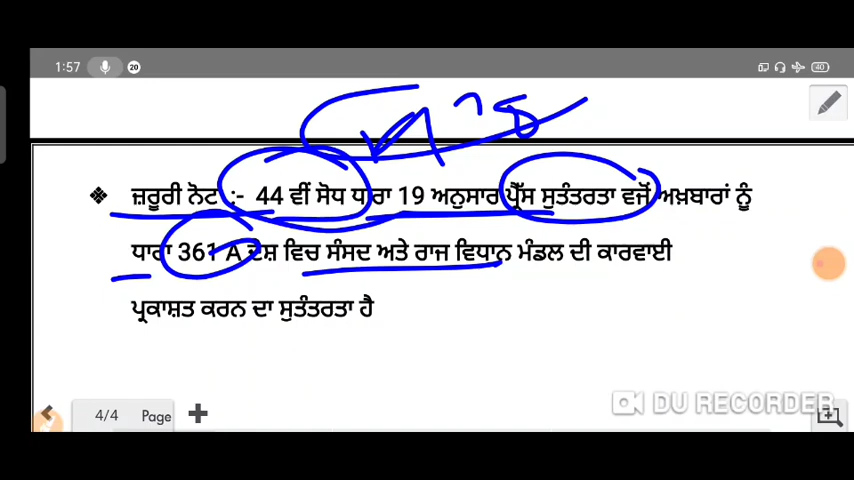 1:57 20 40
❖ ਜ਼ਰੂਰੀ ਨੋਟ :- 44 ਵੀਂ ਸੋਧ ਧਾਰਾ 19 ਅਨੁਸਾਰ ਪ੍ਰੈੱਸ ਸੁਤੰਤਰਤਾ ਵਜੋਂ ਅਖ਼ਬਾਰਾਂ ਨੂੰ
ਧਾਰਾ 361 A ਦੇਸ਼ ਵਿਚ ਸੰਸਦ ਅਤੇ ਰਾਜ ਵਿਧਾਨ ਮੰਡਲ ਦੀ ਕਾਰਵਾਈ
ਪ੍ਰਕਾਸ਼ਤ ਕਰਨ ਦਾ ਸੁਤੰਤਰਤਾ ਹੈ
DU RECORDER
4/4 Page